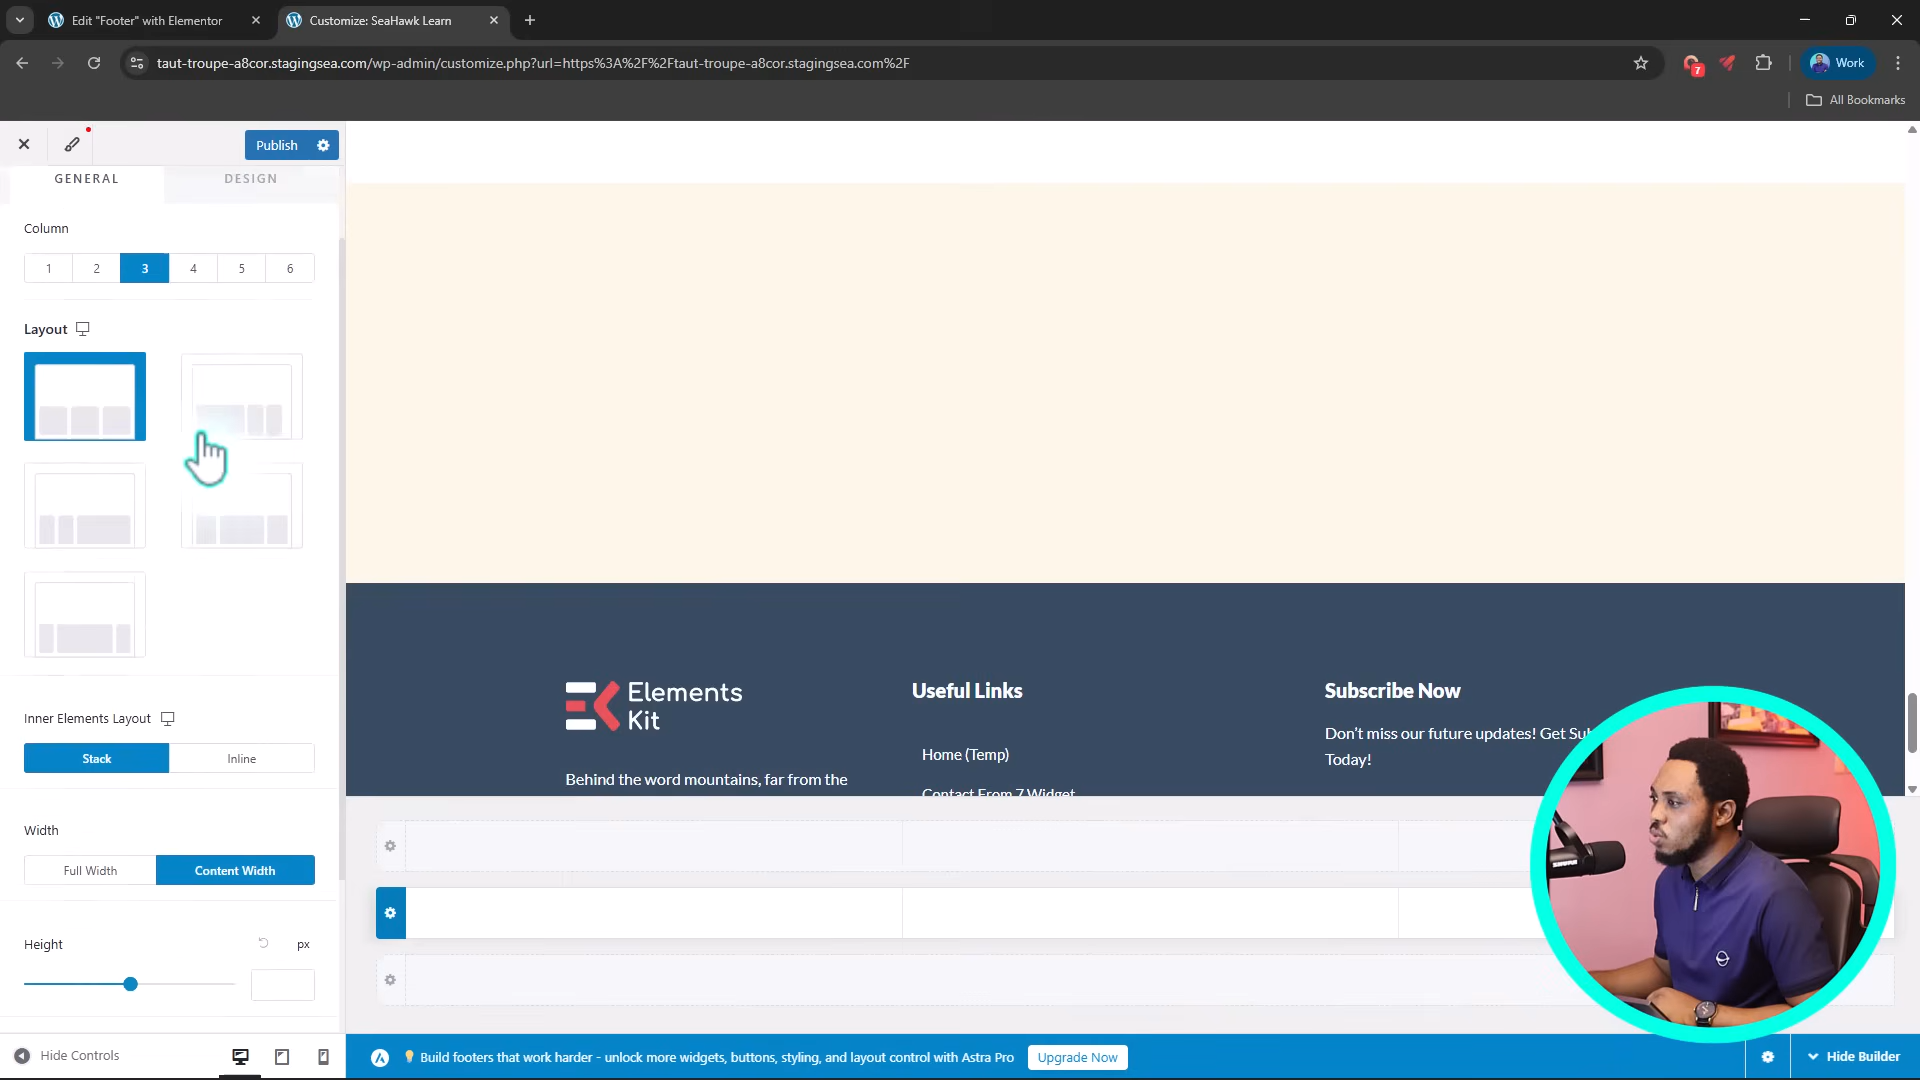 Edit "Footer" with Elementor
Customize: SeaHawk Learn
taut-troupe-a8cor.stagingsea.com/wp-admin/customize.php?url=https%3A%2F%2Ftaut-troupe-a8cor.stagingsea.com%2F
7
Work
All Bookmarks
Publish
GENERAL
DESIGN
Column
1
2
3
4
5
6
Layout
Inner Elements Layout
Stack
Inline
Width
Full Width
Content Width
Height
px
Hide Controls
Elements
Kit
Behind the word mountains, far from the
Useful Links
Home (Temp)
Contact From 7 Widget
Subscribe Now
Don't miss our future updates! Get
Today!
Build footers that work harder - unlock more widgets, buttons, styling, and layout control with Astra Pro
Upgrade Now
Hide Builder